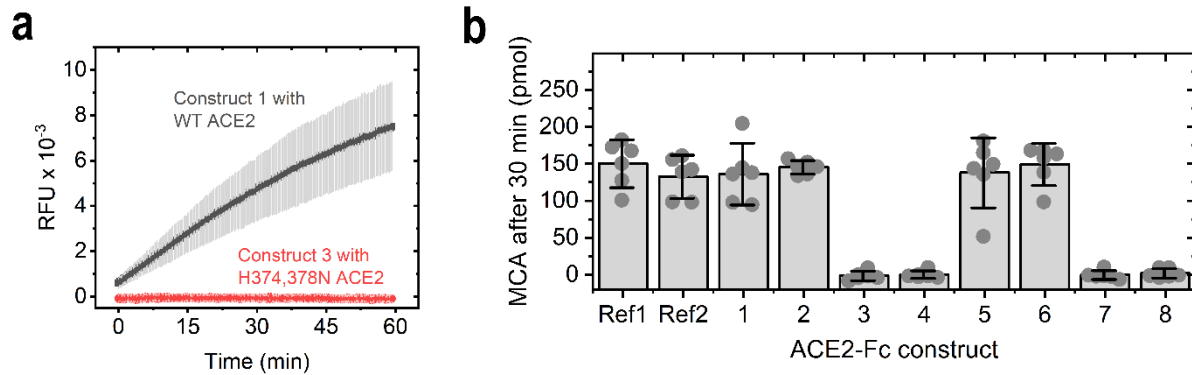 a
10
8
6
4
2
0
RFU x 10-3
Construct 1 with
WT ACE2
Construct 3 with
H374,378N ACE2
0 15 30 45 60
Time (min)
b
250
200
150
100
50
0
MCA after 30 min (pmol)
Ref1 Ref2 1 2 3 4 5 6 7 8
ACE2-Fc construct